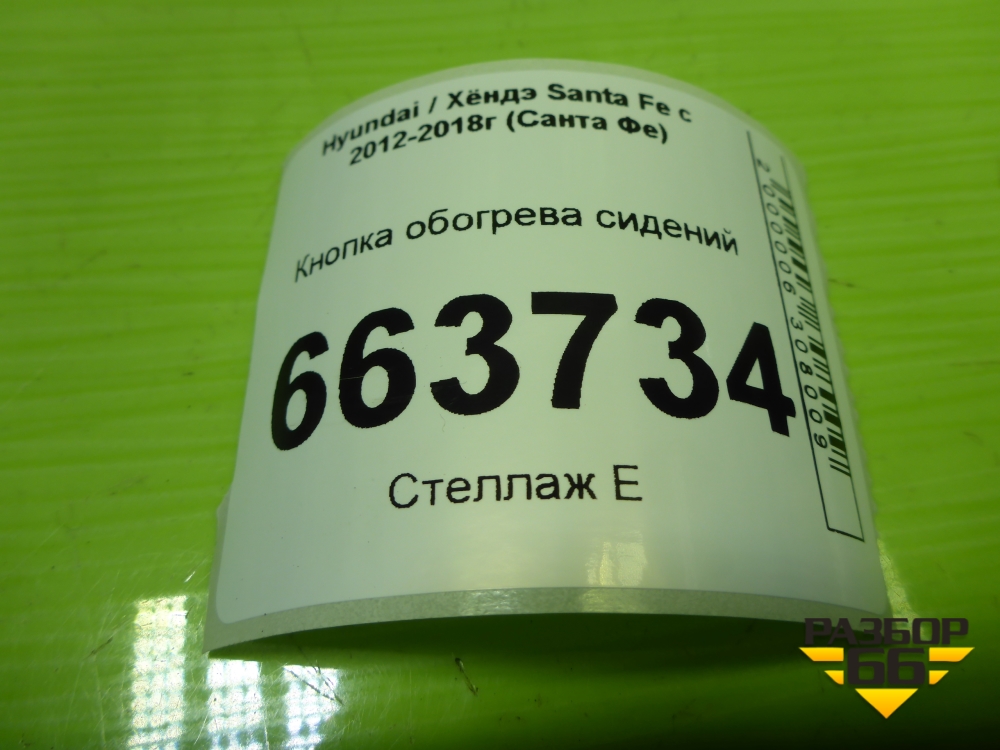 Hyundai / Хёндэ Santa Fe с
2012-2018г (Санта Фе)
Кнопка обогрева сидений
663734
Стеллаж Е
2000006308009
РАЗБОР
66